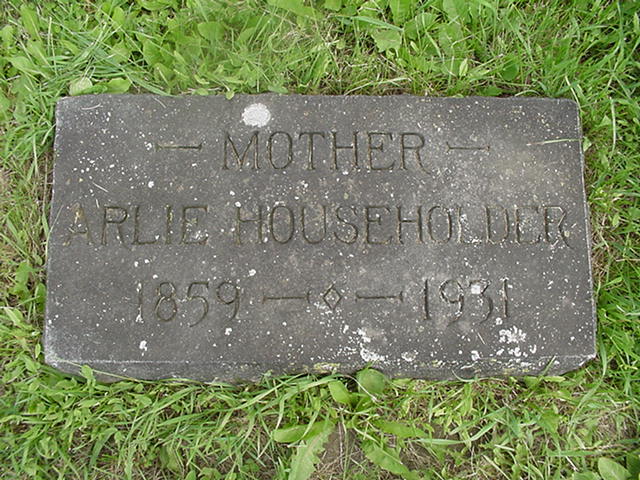 — MOTHER —
ARLIE HOUSEHOLDER
1859 —◇— 1931